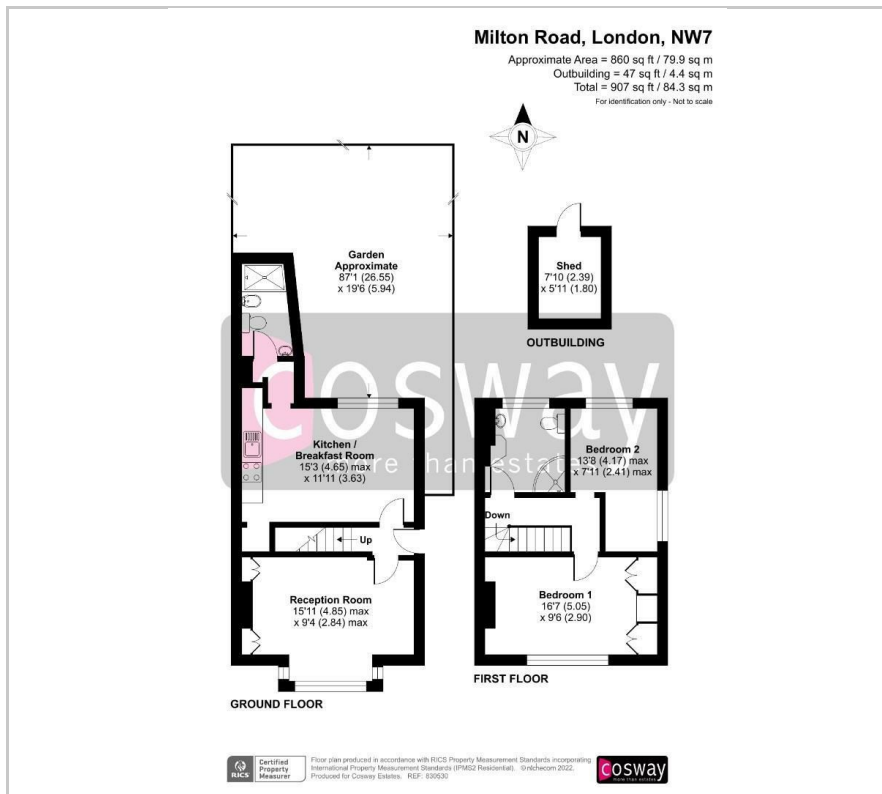 Milton Road, London, NW7
Approximate Area = 860 sq ft / 79.9 sq m
Outbuilding = 47 sq ft / 4.4 sq m
Total = 907 sq ft / 84.3 sq m
For identification only - Not to scale
N
Garden
Approximate
87'1 (26.55)
x 19'6 (5.94)
Shed
7'10 (2.39)
x 5'11 (1.80)
OUTBUILDING
cosway
more than estates
Kitchen /
Breakfast Room
15'3 (4.65) max
x 11'11 (3.63)
Bedroom 2
13'8 (4.17) max
x 7'11 (2.41) max
Up
Down
Reception Room
15'11 (4.85) max
x 9'4 (2.84) max
Bedroom 1
16'7 (5.05)
x 9'6 (2.90)
GROUND FLOOR
FIRST FLOOR
RICS
Certified
Property
Measurer
Floor plan produced in accordance with RICS Property Measurement Standards incorporating
International Property Measurement Standards (IPMS2 Residential). ©nichecom 2022.
Produced for Cosway Estates. REF: 830530
cosway
more than estates